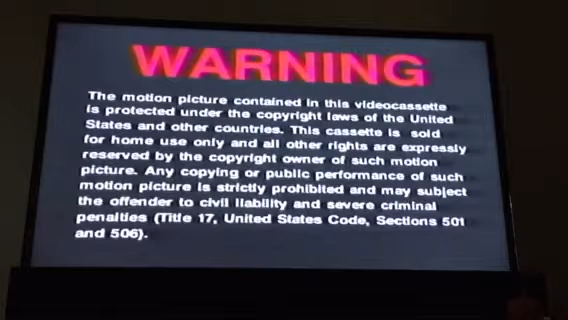 WARNING
The motion picture contained in this videocassette
is protected under the copyright laws of the United
States and other countries. This cassette is sold
for home use only and all other rights are expressly
reserved by the copyright owner of such motion
picture. Any copying or public performance of such
motion picture is strictly prohibited and may subject
the offender to civil liability and severe criminal
penalties (Title 17, United States Code, Sections 501
and 506).